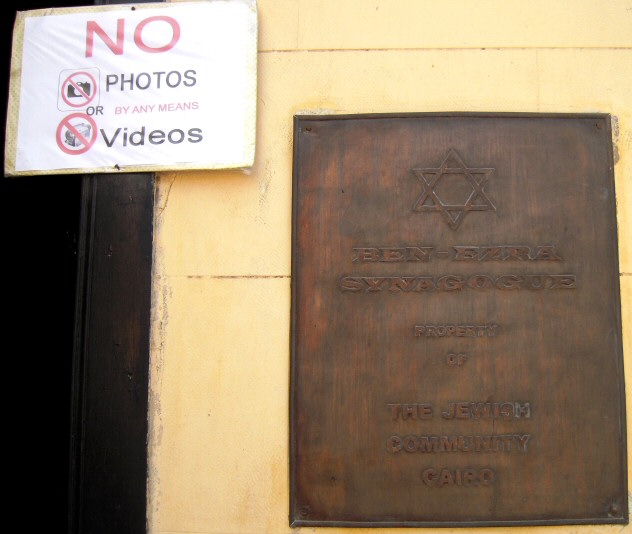 NO
PHOTOS
OR BY ANY MEANS
Videos
BEN-EZRA
SYNAGOGUE
PROPERTY
OF
THE JEWISH
COMMUNITY
CAIRO